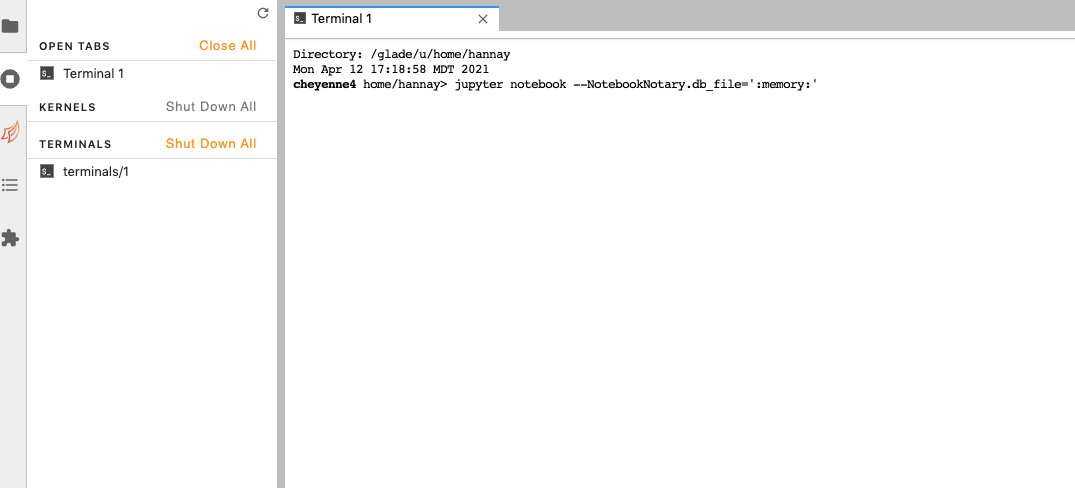 Terminal 1
OPEN TABS Close All
Terminal 1
KERNELS Shut Down All
TERMINALS Shut Down All
terminals/1
Directory: /glade/u/home/hannay
Mon Apr 12 17:18:58 MDT 2021
cheyenne4 home/hannay> jupyter notebook --NotebookNotary.db_file=':memory:'